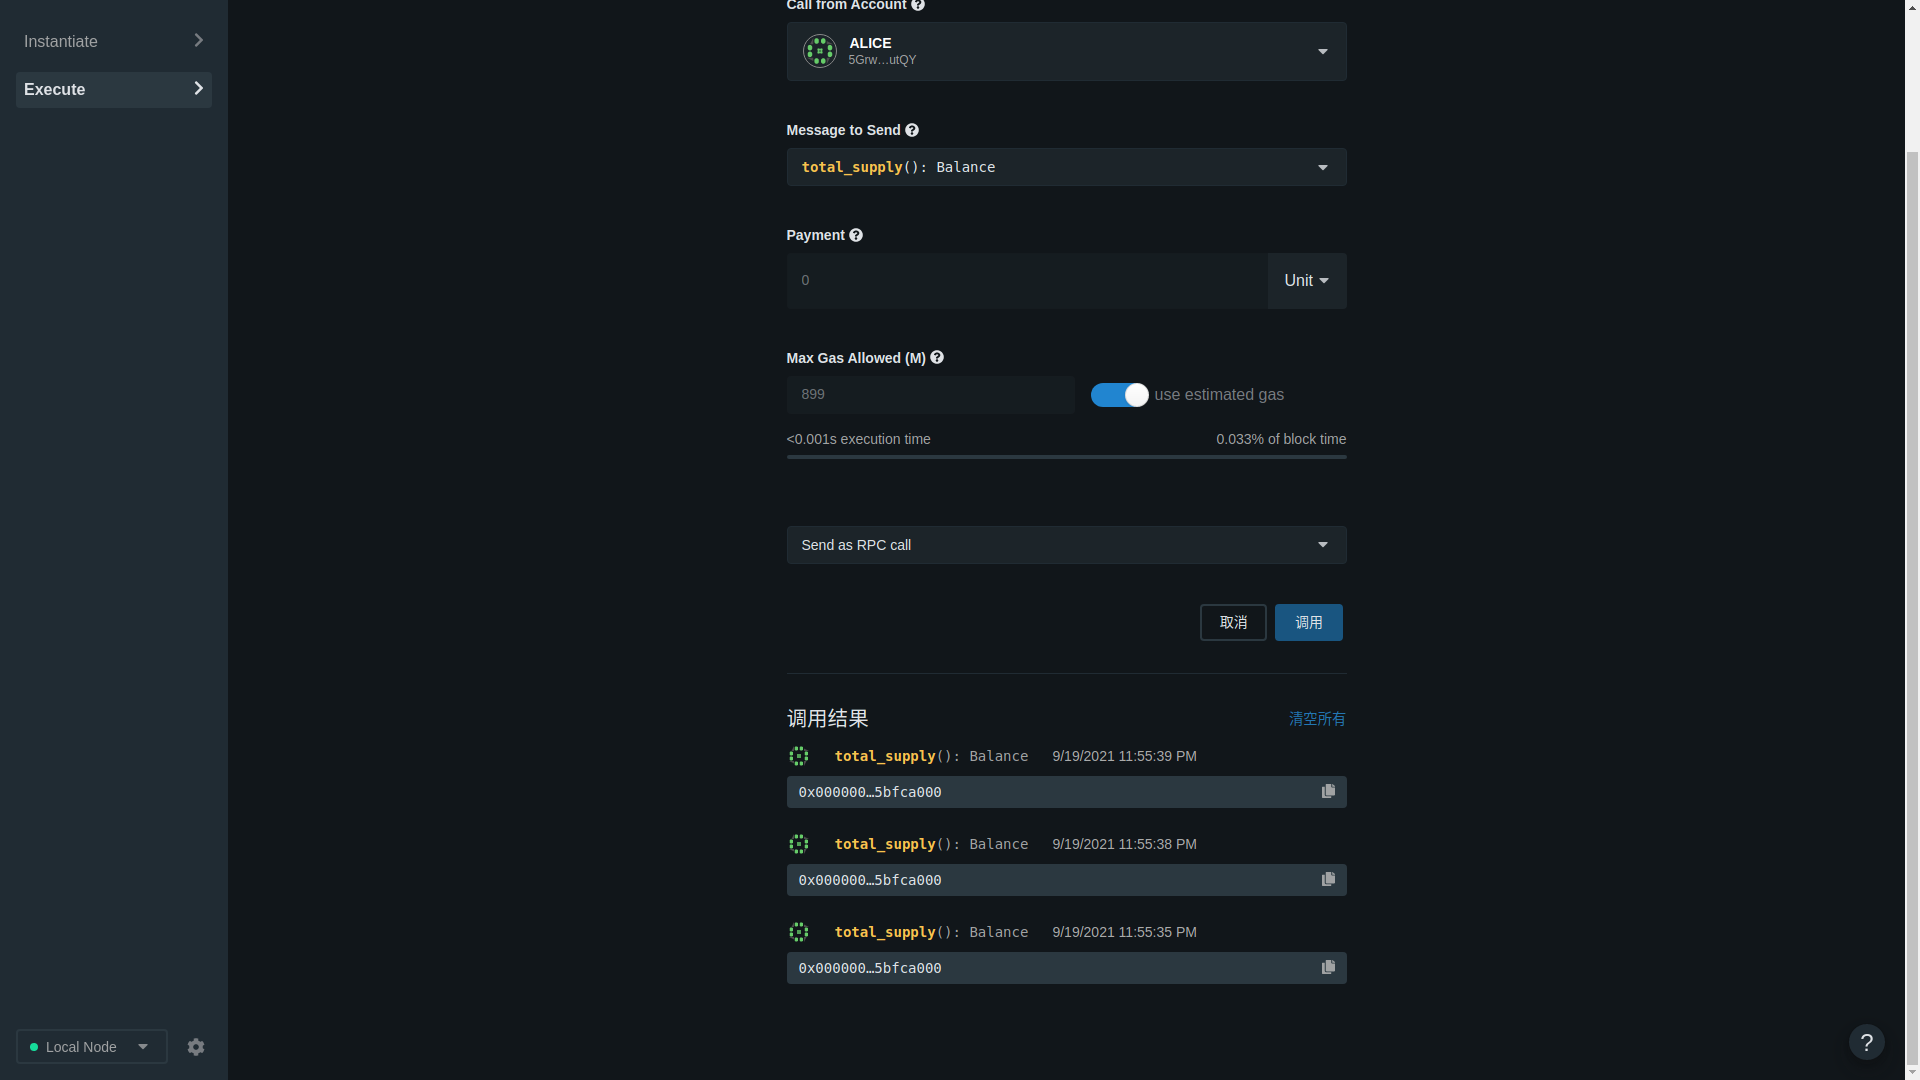 Instantiate
Execute
Call from Account
ALICE
5Grw…utQY
Message to Send
total_supply(): Balance
Payment
0
Unit
Max Gas Allowed (M)
899
use estimated gas
<0.001s execution time
0.033% of block time
Send as RPC call
取消
调用
调用结果
清空所有
total_supply(): Balance 9/19/2021 11:55:39 PM
0x000000…5bfca000
total_supply(): Balance 9/19/2021 11:55:38 PM
0x000000…5bfca000
total_supply(): Balance 9/19/2021 11:55:35 PM
0x000000…5bfca000
Local Node
?